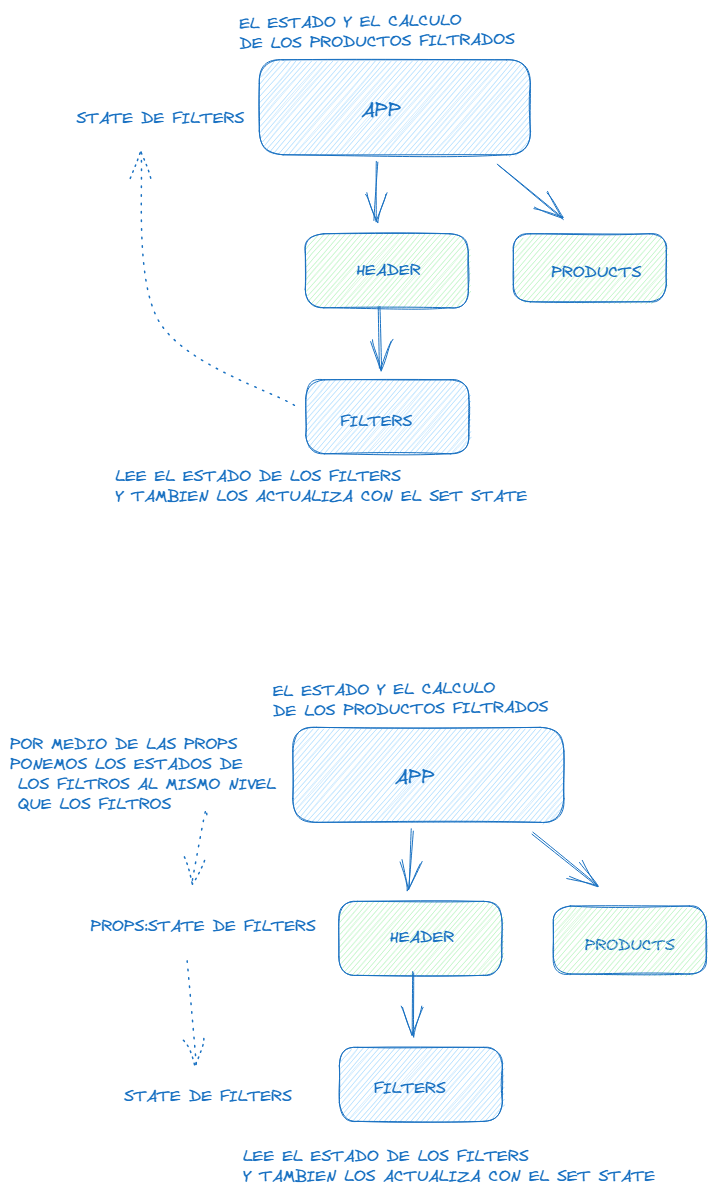 EL ESTADO Y EL CALCULO
DE LOS PRODUCTOS FILTRADOS
APP
STATE DE FILTERS
HEADER
PRODUCTS
FILTERS
LEE EL ESTADO DE LOS FILTERS
Y TAMBIEN LOS ACTUALIZA CON EL SET STATE
EL ESTADO Y EL CALCULO
DE LOS PRODUCTOS FILTRADOS
POR MEDIO DE LAS PROPS
PONEMOS LOS ESTADOS DE
LOS FILTROS AL MISMO NIVEL
QUE LOS FILTROS
APP
PROPS:STATE DE FILTERS
HEADER
PRODUCTS
STATE DE FILTERS
FILTERS
LEE EL ESTADO DE LOS FILTERS
Y TAMBIEN LOS ACTUALIZA CON EL SET STATE